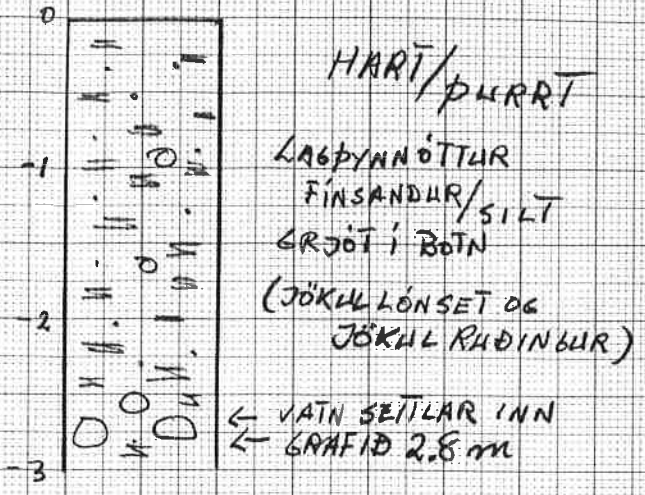 0
HART/ÞURRT
-1
LAGÞYNNÓTTUR
FÍNSANDUR/SILT
GRJÓT Í BOTN
(JÖKULLÓNSET OG
JÖKULRUÐINGUR)
-2
← VATN SEITLAR INN
← GRAFIÐ 2.8 m
-3